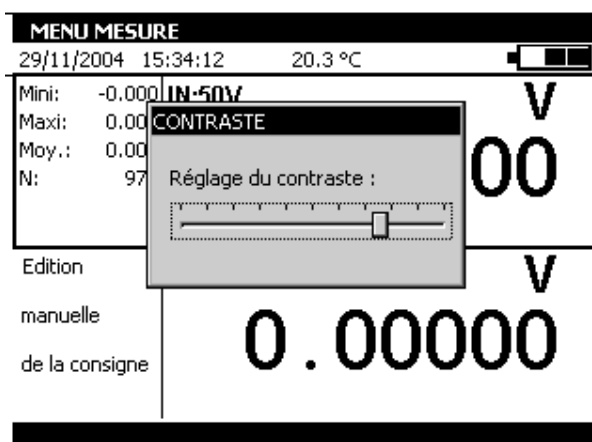 MENU MESURE
29/11/2004 15:34:12 20.3 °C
Mini: -0.000 IN:50V V
Maxi: 0.00
Moy.: 0.00 00
N: 97
CONTRASTE
Réglage du contraste :
Edition V
manuelle
0.00000
de la consigne